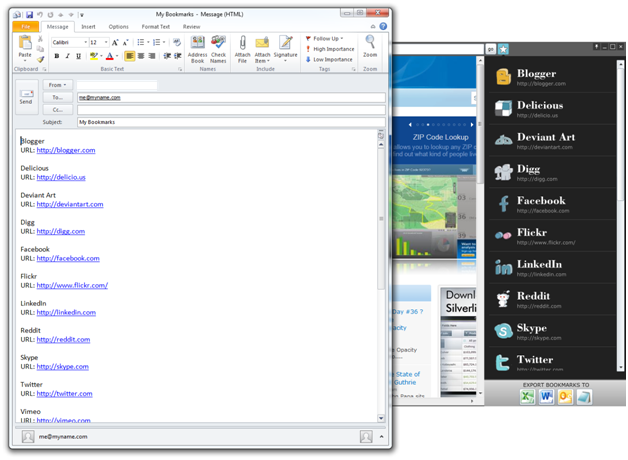 My Bookmarks - Message (HTML)
File Message Insert Options Format Text Review
Calibri 12
Paste
Address Book
Check Names
Attach File
Attach Item
Signature
Follow Up
High Importance
Low Importance
Zoom
Clipboard Basic Text Names Include Tags Zoom
From
Send
To... me@myname.com
Cc...
Subject: My Bookmarks
Blogger
URL: http://blogger.com
Delicious
URL: http://delicio.us
Deviant Art
URL: http://deviantart.com
Digg
URL: http://digg.com
Facebook
URL: http://facebook.com
Flickr
URL: http://www.flickr.com/
LinkedIn
URL: http://linkedin.com
Reddit
URL: http://reddit.com
Skype
URL: http://skype.com
Twitter
URL: http://twitter.com
Vimeo
URL: http://vimeo.com
me@myname.com
go
ZIP Code Lookup
allows you to lookup any ZIP c
find out what kind of people live
Day #36 ?
Opacity
State of
Guthrie
Downl
Silverli
Blogger
http://blogger.com
Delicious
http://delicio.us
Deviant Art
http://deviantart.com
Digg
http://digg.com
Facebook
http://facebook.com
Flickr
http://www.flickr.com/
LinkedIn
http://linkedin.com
Reddit
http://reddit.com
Skype
http://skype.com
Twitter
http://twitter.com
EXPORT BOOKMARKS TO